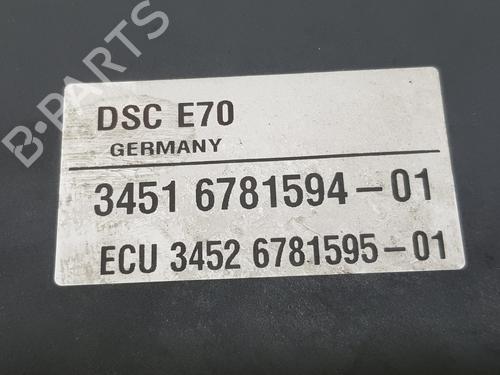 B-PARTS
DSC E70
GERMANY
3451 6781594-01
ECU 3452 6781595-01